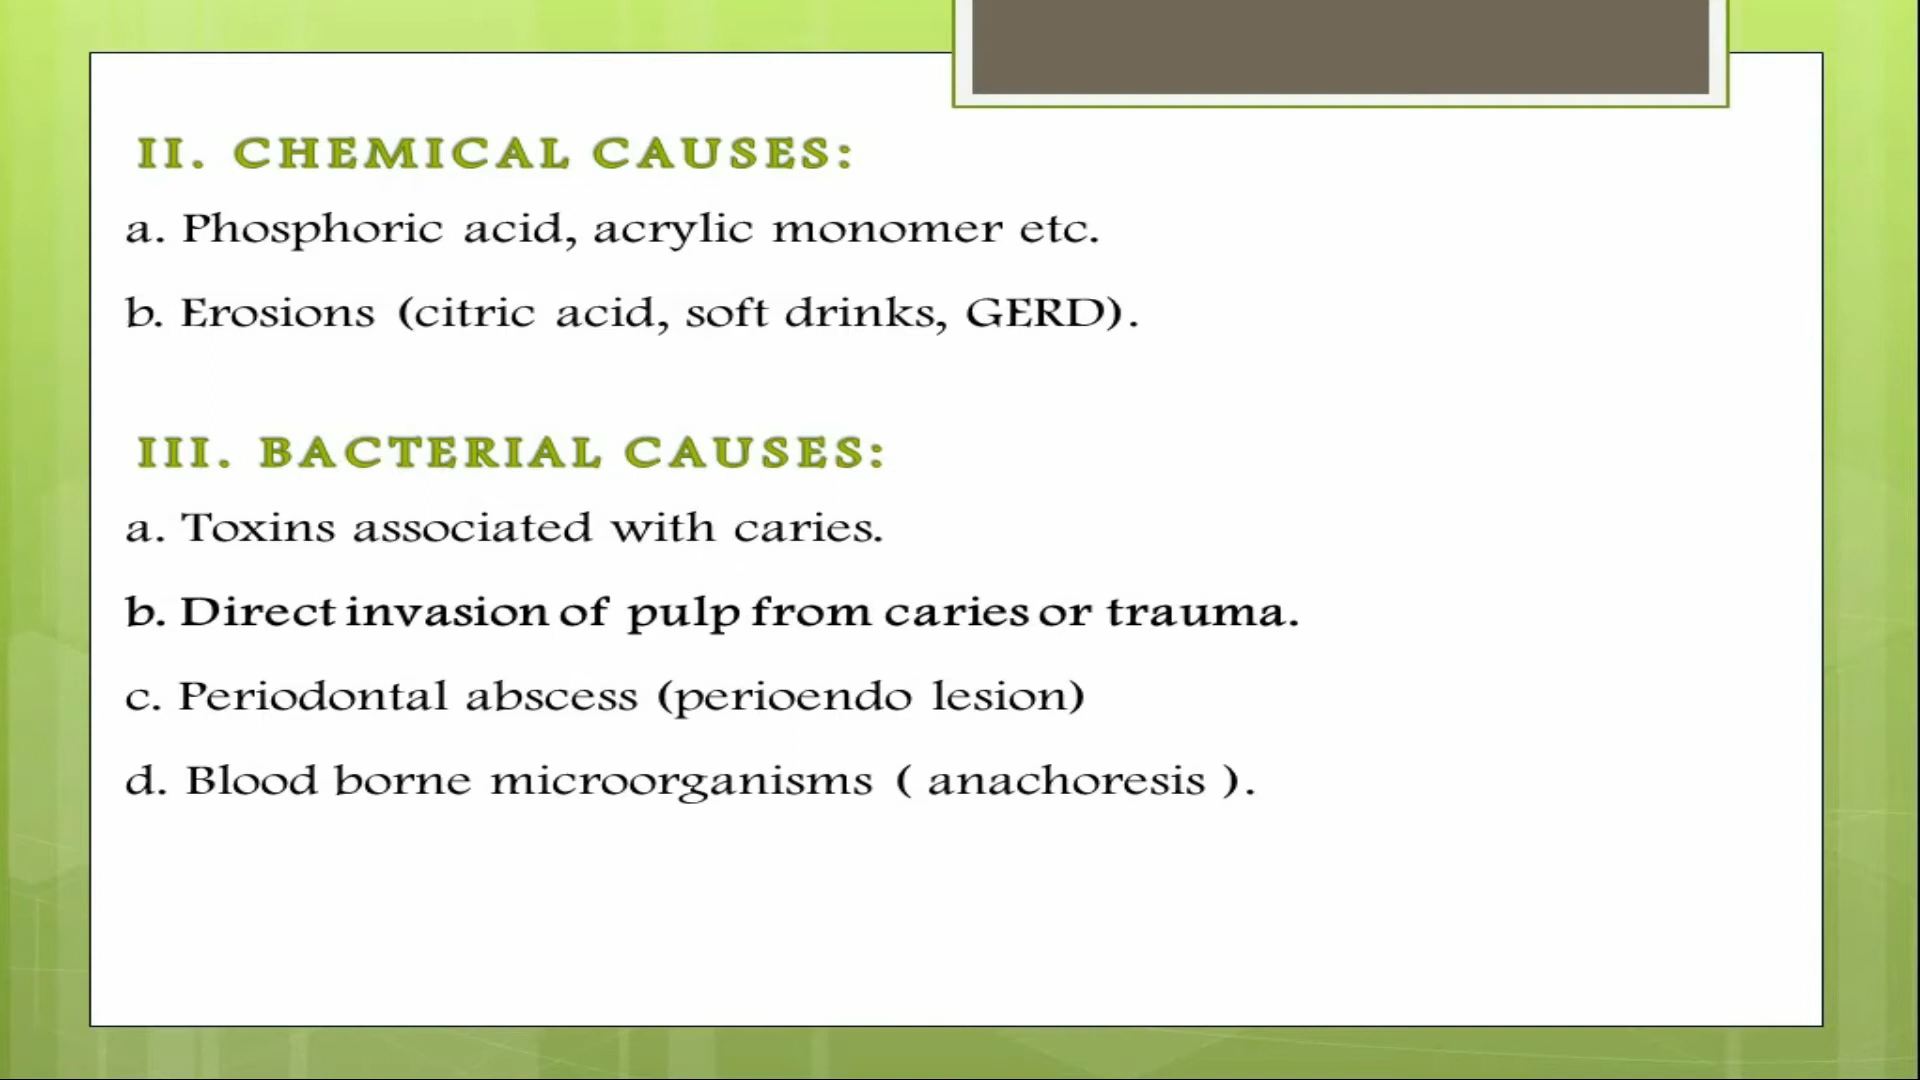 II. CHEMICAL CAUSES:
a. Phosphoric acid, acrylic monomer etc.
b. Erosions (citric acid, soft drinks, GERD).
III. BACTERIAL CAUSES:
a. Toxins associated with caries.
b. Direct invasion of pulp from caries or trauma.
c. Periodontal abscess (perioendo lesion)
d. Blood borne microorganisms ( anachoresis ).